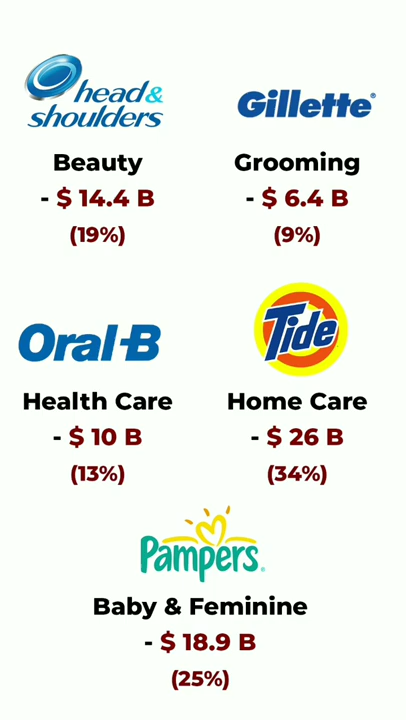 head&
shoulders
Gillette®
Beauty
- $ 14.4 B
(19%)
Grooming
- $ 6.4 B
(9%)
Oral-B
Tide
Health Care
- $ 10 B
(13%)
Home Care
- $ 26 B
(34%)
Pampers®
Baby & Feminine
- $ 18.9 B
(25%)